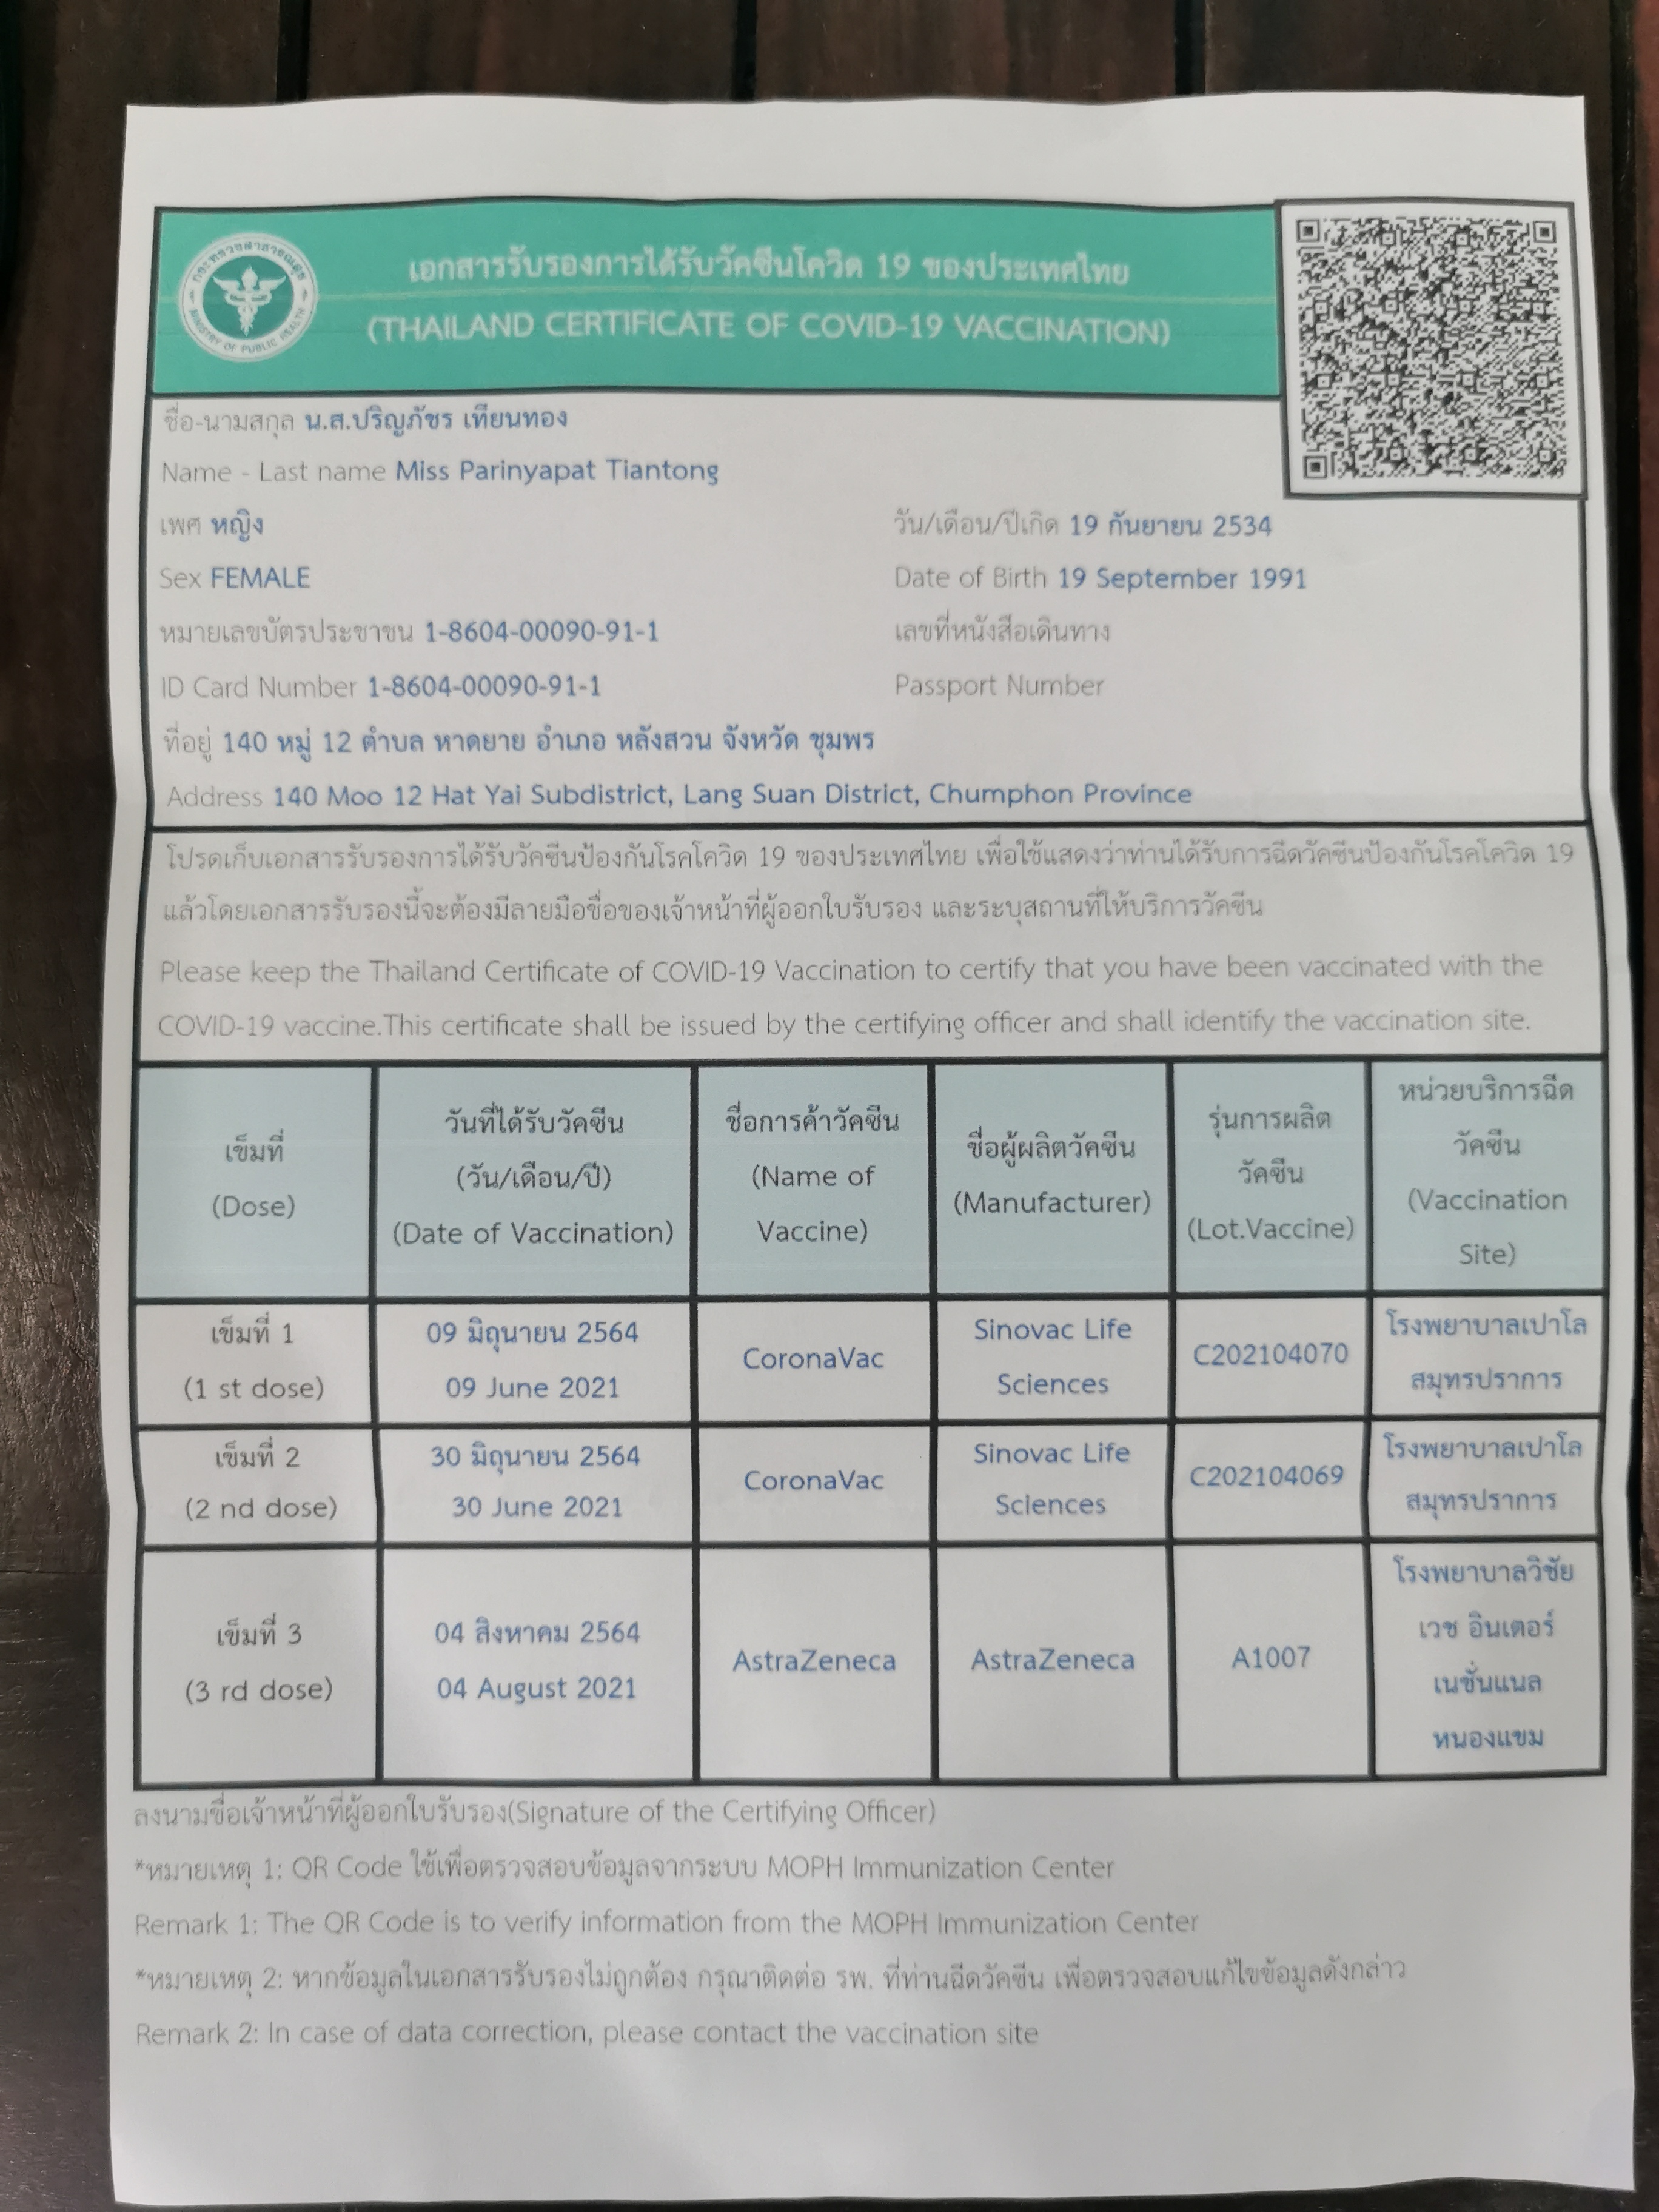 กระทรวงสาธารณสุข
MINISTRY OF PUBLIC HEALTH
เอกสารรับรองการได้รับวัคซีนโควิด 19 ของประเทศไทย
(THAILAND CERTIFICATE OF COVID-19 VACCINATION)
ชื่อ-นามสกุล น.ส.ปริญภัชร เทียนทอง
Name - Last name Miss Parinyapat Tiantong
เพศ หญิง
วัน/เดือน/ปีเกิด 19 กันยายน 2534
Sex FEMALE
Date of Birth 19 September 1991
หมายเลขบัตรประชาชน 1-8604-00090-91-1
เลขที่หนังสือเดินทาง
ID Card Number 1-8604-00090-91-1
Passport Number
ที่อยู่ 140 หมู่ 12 ตำบล หาดยาย อำเภอ หลังสวน จังหวัด ชุมพร
Address 140 Moo 12 Hat Yai Subdistrict, Lang Suan District, Chumphon Province
โปรดเก็บเอกสารรับรองการได้รับวัคซีนป้องกันโรคโควิด 19 ของประเทศไทย เพื่อใช้แสดงว่าท่านได้รับการฉีดวัคซีนป้องกันโรคโควิด 19
แล้วโดยเอกสารรับรองนี้จะต้องมีลายมือชื่อของเจ้าหน้าที่ผู้ออกใบรับรอง และระบุสถานที่ให้บริการวัคซีน
Please keep the Thailand Certificate of COVID-19 Vaccination to certify that you have been vaccinated with the
COVID-19 vaccine.This certificate shall be issued by the certifying officer and shall identify the vaccination site.
เข็มที่
(Dose)
วันที่ได้รับวัคซีน
(วัน/เดือน/ปี)
(Date of Vaccination)
ชื่อการค้าวัคซีน
(Name of
Vaccine)
ชื่อผู้ผลิตวัคซีน
(Manufacturer)
รุ่นการผลิต
วัคซีน
(Lot.Vaccine)
หน่วยบริการฉีด
วัคซีน
(Vaccination
Site)
เข็มที่ 1
(1 st dose)
09 มิถุนายน 2564
09 June 2021
CoronaVac
Sinovac Life
Sciences
C202104070
โรงพยาบาลเปาโล
สมุทรปราการ
เข็มที่ 2
(2 nd dose)
30 มิถุนายน 2564
30 June 2021
CoronaVac
Sinovac Life
Sciences
C202104069
โรงพยาบาลเปาโล
สมุทรปราการ
เข็มที่ 3
(3 rd dose)
04 สิงหาคม 2564
04 August 2021
AstraZeneca
AstraZeneca
A1007
โรงพยาบาลวิชัย
เวช อินเตอร์
เนชั่นแนล
หนองแขม
ลงนามชื่อเจ้าหน้าที่ผู้ออกใบรับรอง(Signature of the Certifying Officer)
*หมายเหตุ 1: QR Code ใช้เพื่อตรวจสอบข้อมูลจากระบบ MOPH Immunization Center
Remark 1: The QR Code is to verify information from the MOPH Immunization Center
*หมายเหตุ 2: หากข้อมูลในเอกสารรับรองไม่ถูกต้อง กรุณาติดต่อ รพ. ที่ท่านฉีดวัคซีน เพื่อตรวจสอบแก้ไขข้อมูลดังกล่าว
Remark 2: In case of data correction, please contact the vaccination site